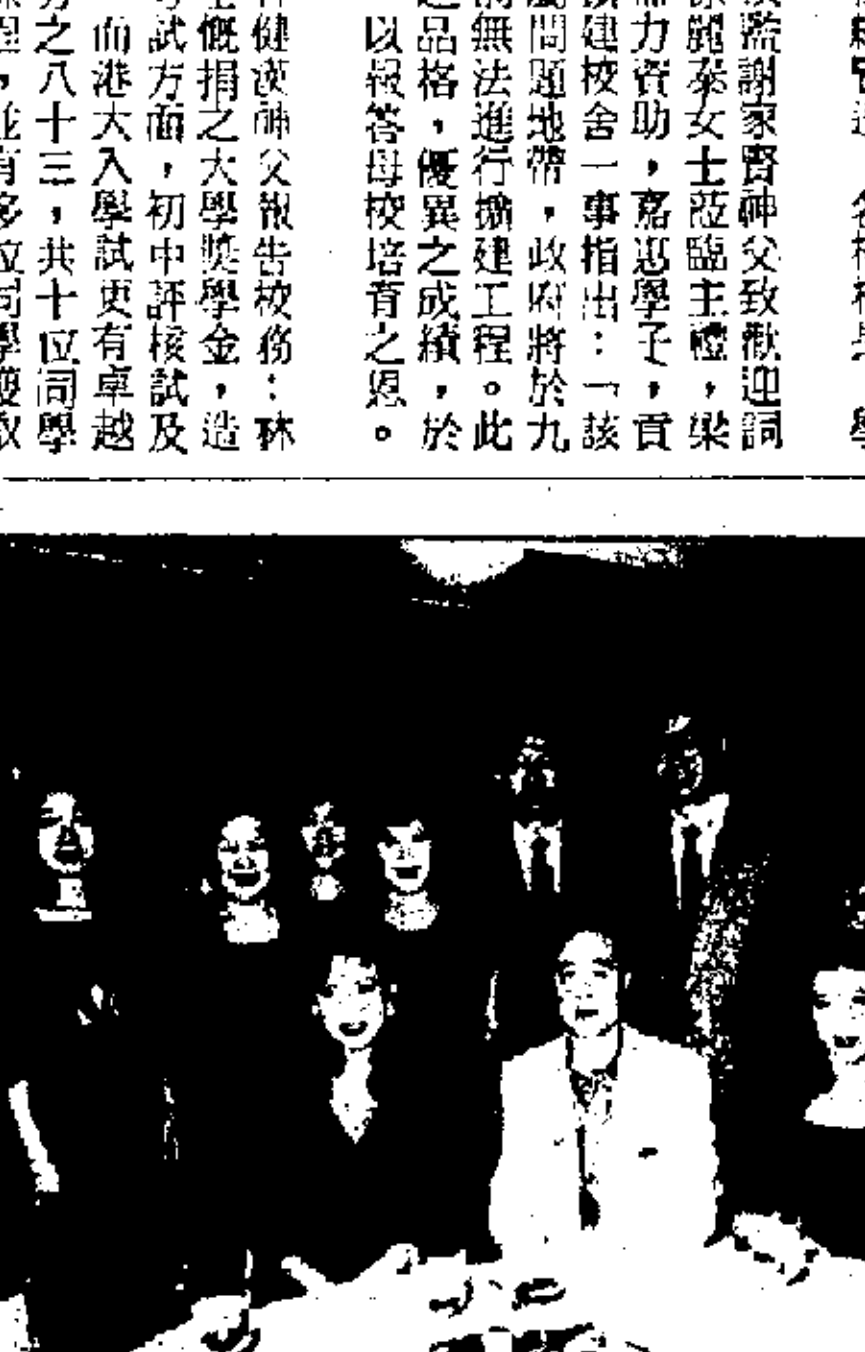 監謝家賢神父致歡迎詞
麗泰女士蒞臨主禮，梁
力資助，嘉惠學子，貢
建校舍一事指出：「該
問題地帶，政府將於九
無法進行擴建工程。此
品格，優異之成績，於
以報答母校培育之恩。
健漢神父報告校務：林
慨捐之大學獎學金，造
試方面，初中評核試及
而港大入學試更有卓越
之八十三，共十位同學
程，並有多位同學獲取